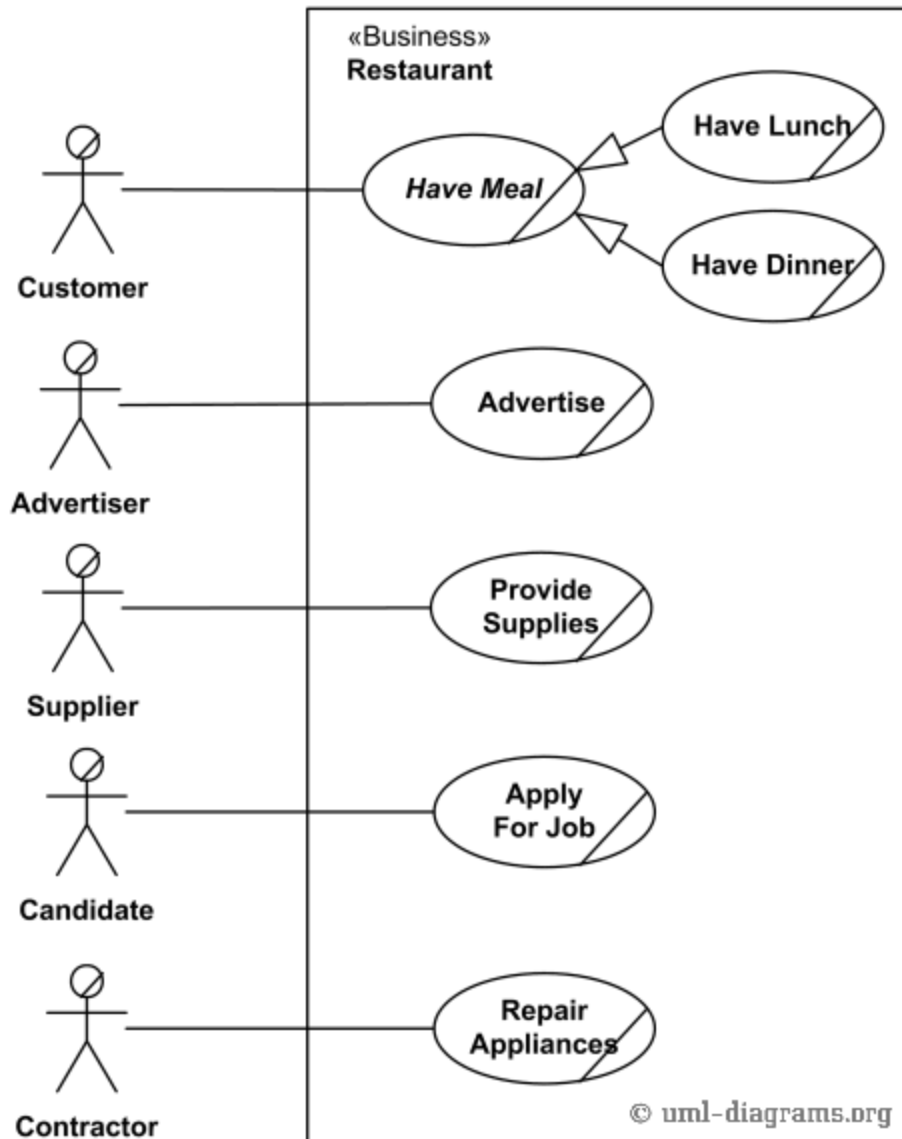 «Business»
Restaurant
Have Lunch
Have Meal
Have Dinner
Customer
Advertise
Advertiser
Provide
Supplies
Supplier
Apply
For Job
Candidate
Repair
Appliances
Contractor
© uml-diagrams.org